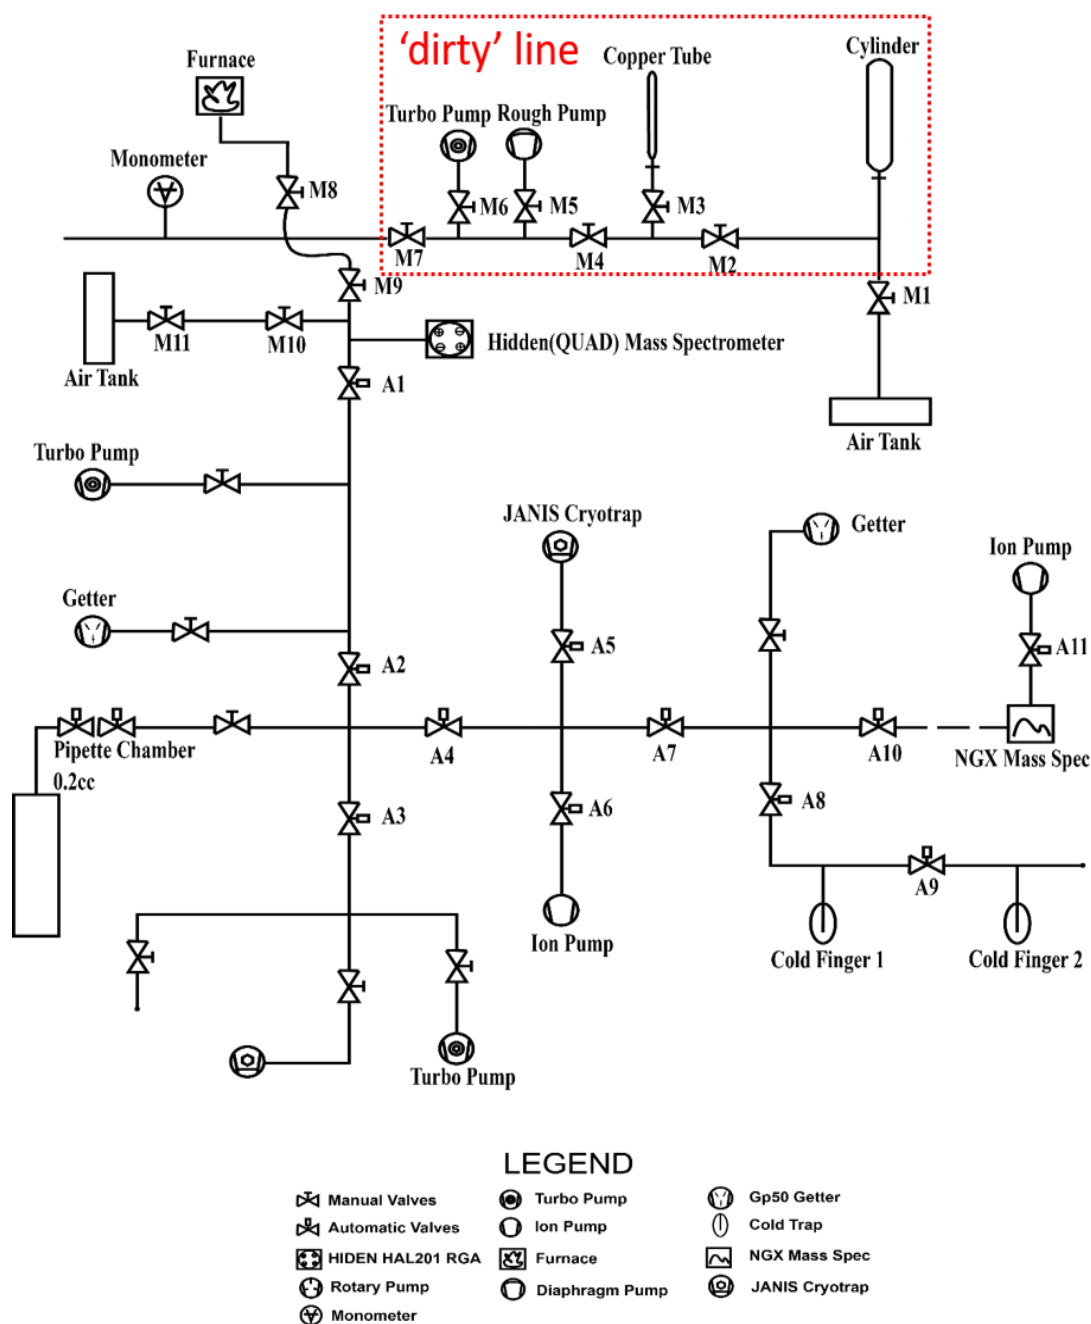 'dirty' line
Cylinder
Copper Tube
Furnace
Turbo Pump
Rough Pump
Monometer
M8
M6
M5
M3
M7
M4
M2
M9
M1
M11
M10
Hidden(QUAD) Mass Spectrometer
Air Tank
A1
Air Tank
Turbo Pump
JANIS Cryotrap
Getter
Ion Pump
Getter
A5
A11
A2
Pipette Chamber
0.2cc
A4
A7
A10
NGX Mass Spec
A3
A6
A8
A9
Ion Pump
Cold Finger 1
Cold Finger 2
Turbo Pump
LEGEND
Manual Valves
Automatic Valves
HIDEN HAL201 RGA
Rotary Pump
Monometer
Turbo Pump
Ion Pump
Furnace
Diaphragm Pump
Gp50 Getter
Cold Trap
NGX Mass Spec
JANIS Cryotrap